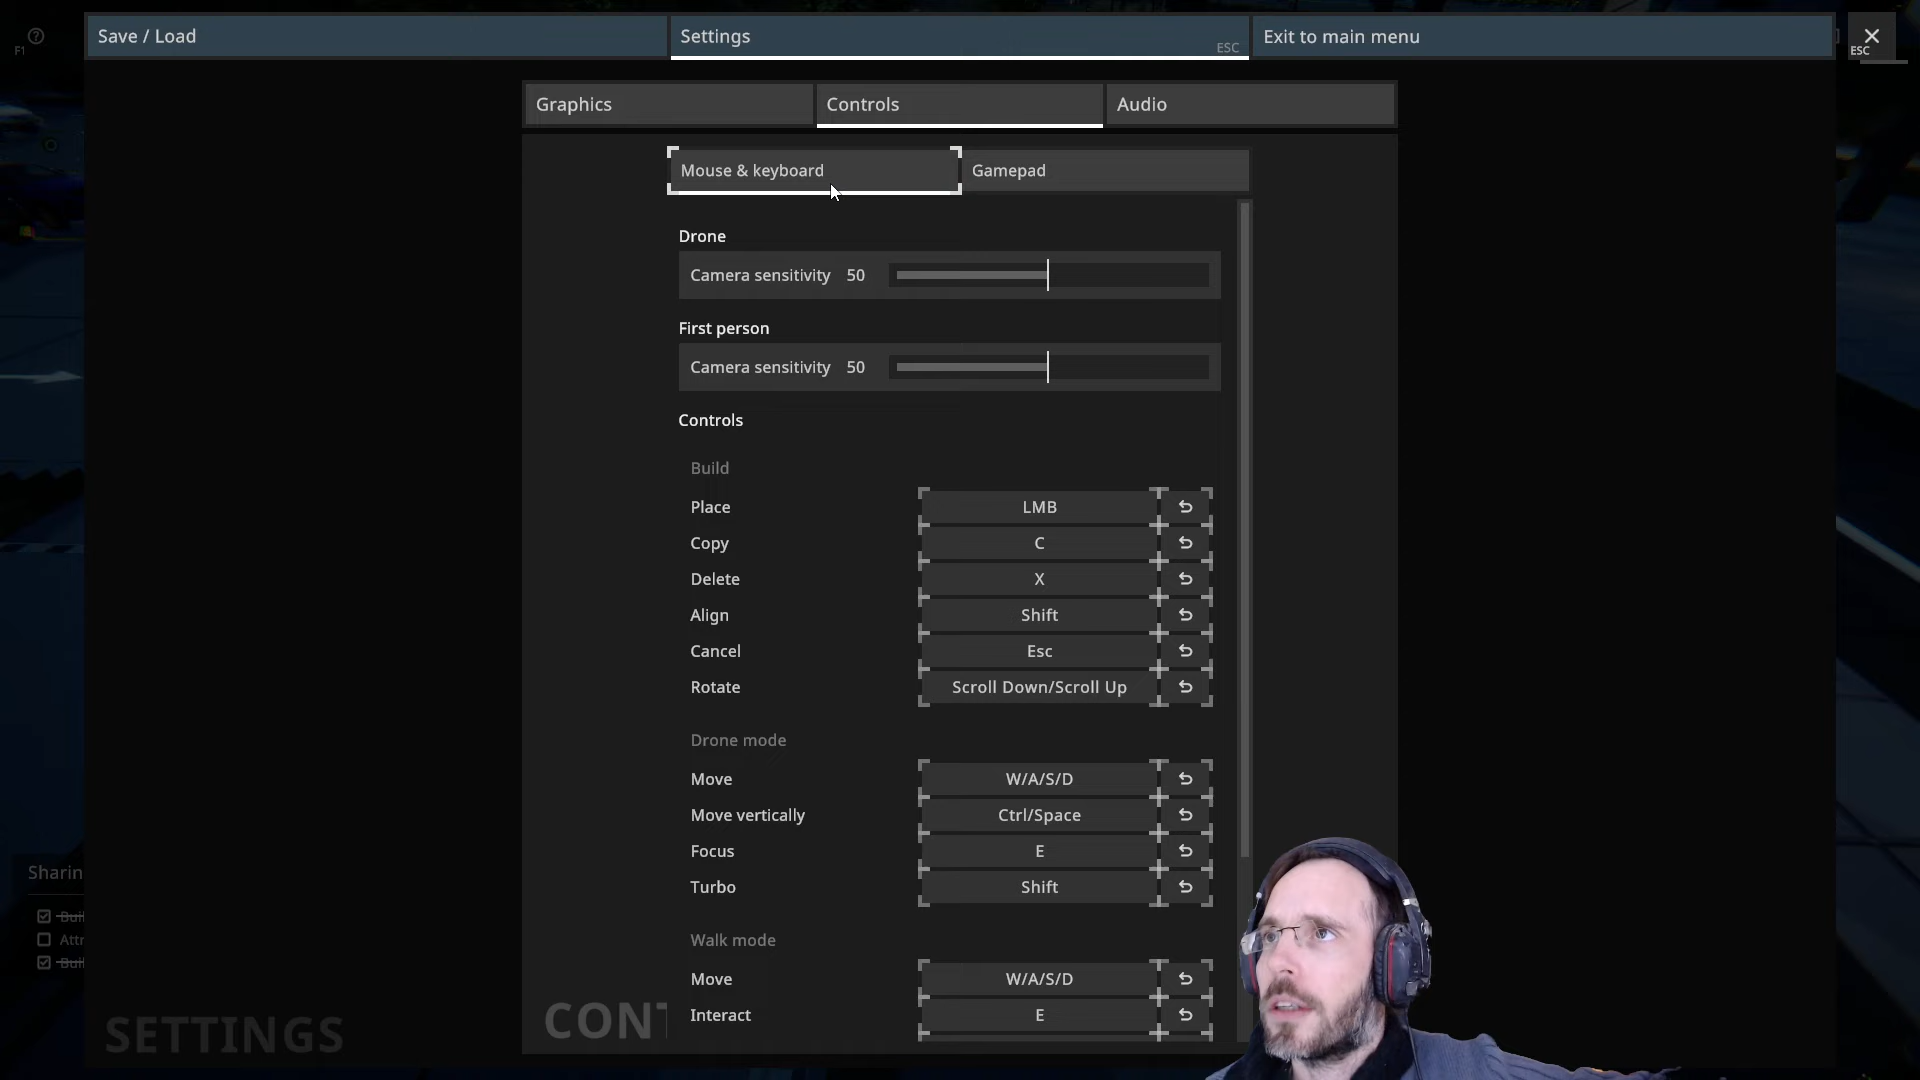 Save / Load
Settings
ESC
Exit to main menu
ESC
F1
Graphics
Controls
Audio
Mouse & keyboard
Gamepad
Drone
Camera sensitivity 50
First person
Camera sensitivity 50
Controls
Build
Place LMB
Copy C
Delete X
Align Shift
Cancel Esc
Rotate Scroll Down/Scroll Up
Drone mode
Move W/A/S/D
Move vertically Ctrl/Space
Focus E
Turbo Shift
Walk mode
Move W/A/S/D
Interact E
Sharin
Buil
Attr
Buil
SETTINGS
CONT